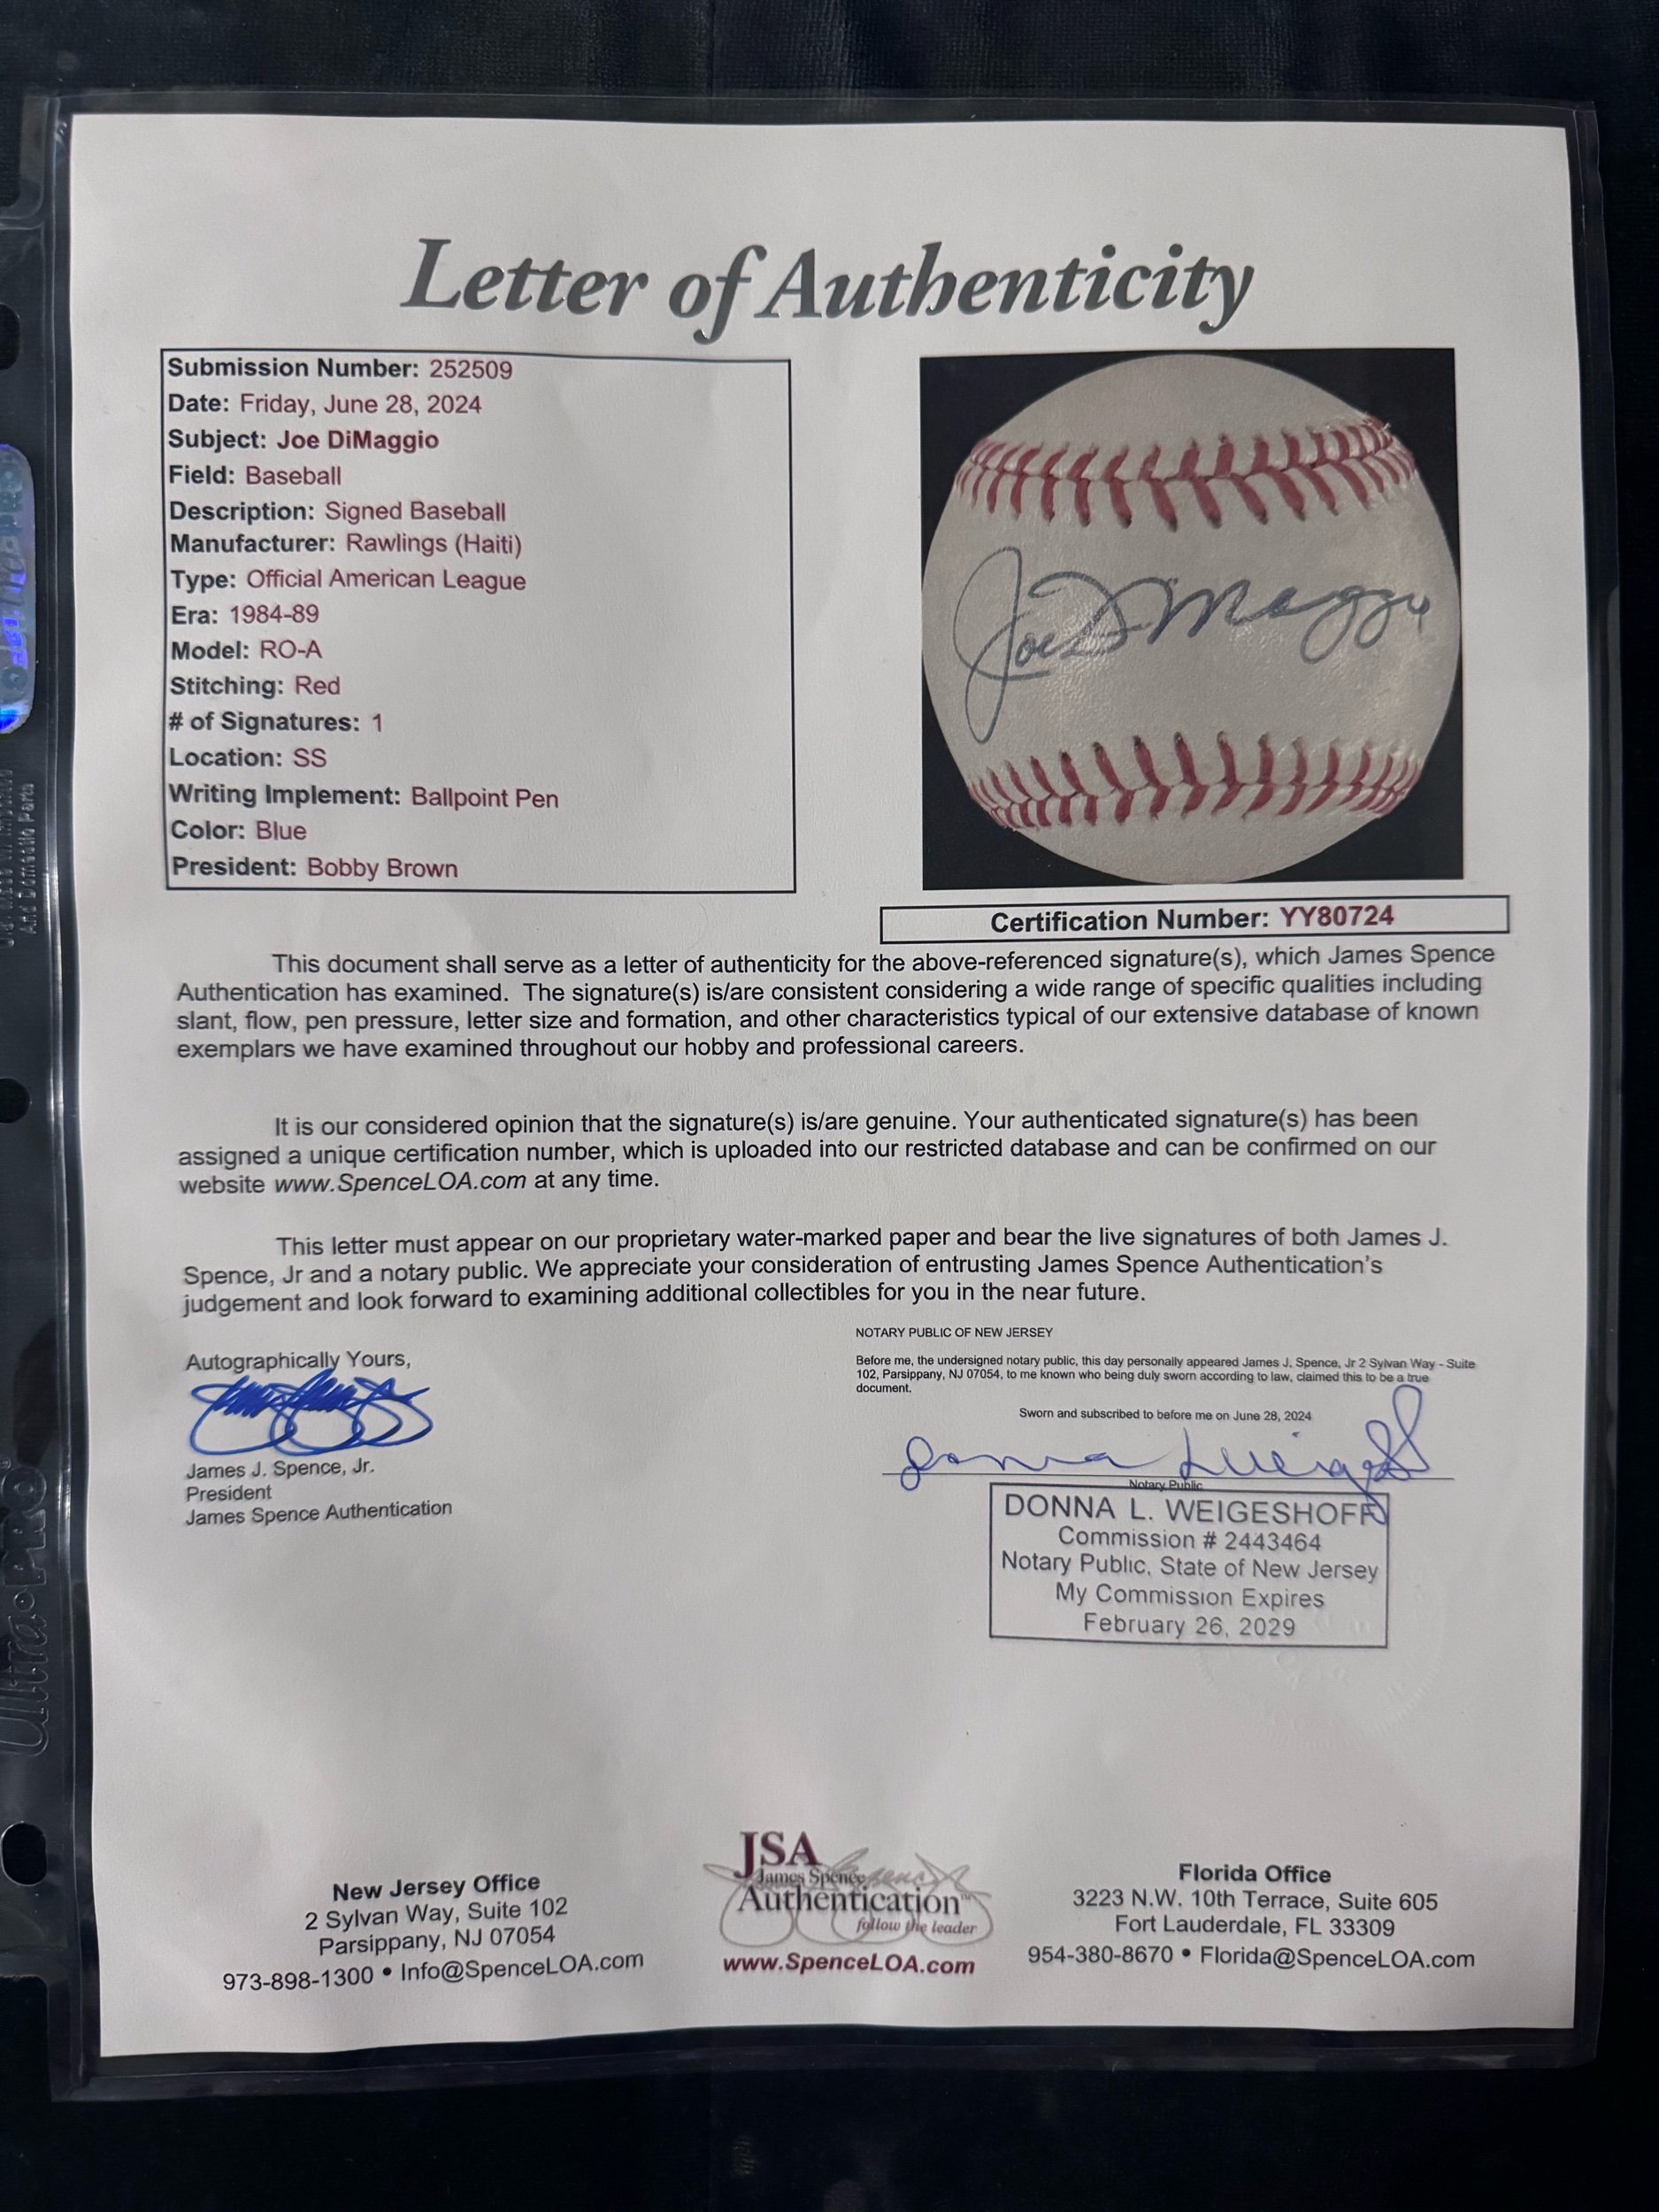 Letter of Authenticity
Submission Number: 252509
Date: Friday, June 28, 2024
Subject: Joe DiMaggio
Field: Baseball
Description: Signed Baseball
Manufacturer: Rawlings (Haiti)
Type: Official American League
Era: 1984-89
Model: RO-A
Stitching: Red
# of Signatures: 1
Location: SS
Writing Implement: Ballpoint Pen
Color: Blue
President: Bobby Brown
Joe DiMaggio
Certification Number: YY80724
This document shall serve as a letter of authenticity for the above-referenced signature(s), which James Spence
Authentication has examined. The signature(s) is/are consistent considering a wide range of specific qualities including
slant, flow, pen pressure, letter size and formation, and other characteristics typical of our extensive database of known
exemplars we have examined throughout our hobby and professional careers.
It is our considered opinion that the signature(s) is/are genuine. Your authenticated signature(s) has been
assigned a unique certification number, which is uploaded into our restricted database and can be confirmed on our
website www.SpenceLOA.com at any time.
This letter must appear on our proprietary water-marked paper and bear the live signatures of both James J.
Spence, Jr and a notary public. We appreciate your consideration of entrusting James Spence Authentication's
judgement and look forward to examining additional collectibles for you in the near future.
Autographically Yours,
James J. Spence, Jr.
President
James Spence Authentication
NOTARY PUBLIC OF NEW JERSEY
Before me, the undersigned notary public, this day personally appeared James J. Spence, Jr 2 Sylvan Way - Suite
102, Parsippany, NJ 07054, to me known who being duly sworn according to law, claimed this to be a true
document.
Sworn and subscribed to before me on June 28, 2024
Notary Public
DONNA L. WEIGESHOFF
Commission # 2443464
Notary Public, State of New Jersey
My Commission Expires
February 26, 2029
New Jersey Office
2 Sylvan Way, Suite 102
Parsippany, NJ 07054
973-898-1300 • Info@SpenceLOA.com
JSA
James Spence
Authentication™
follow the leader
www.SpenceLOA.com
Florida Office
3223 N.W. 10th Terrace, Suite 605
Fort Lauderdale, FL 33309
954-380-8670 • Florida@SpenceLOA.com
Ultra•PRO
And Domestic Parts